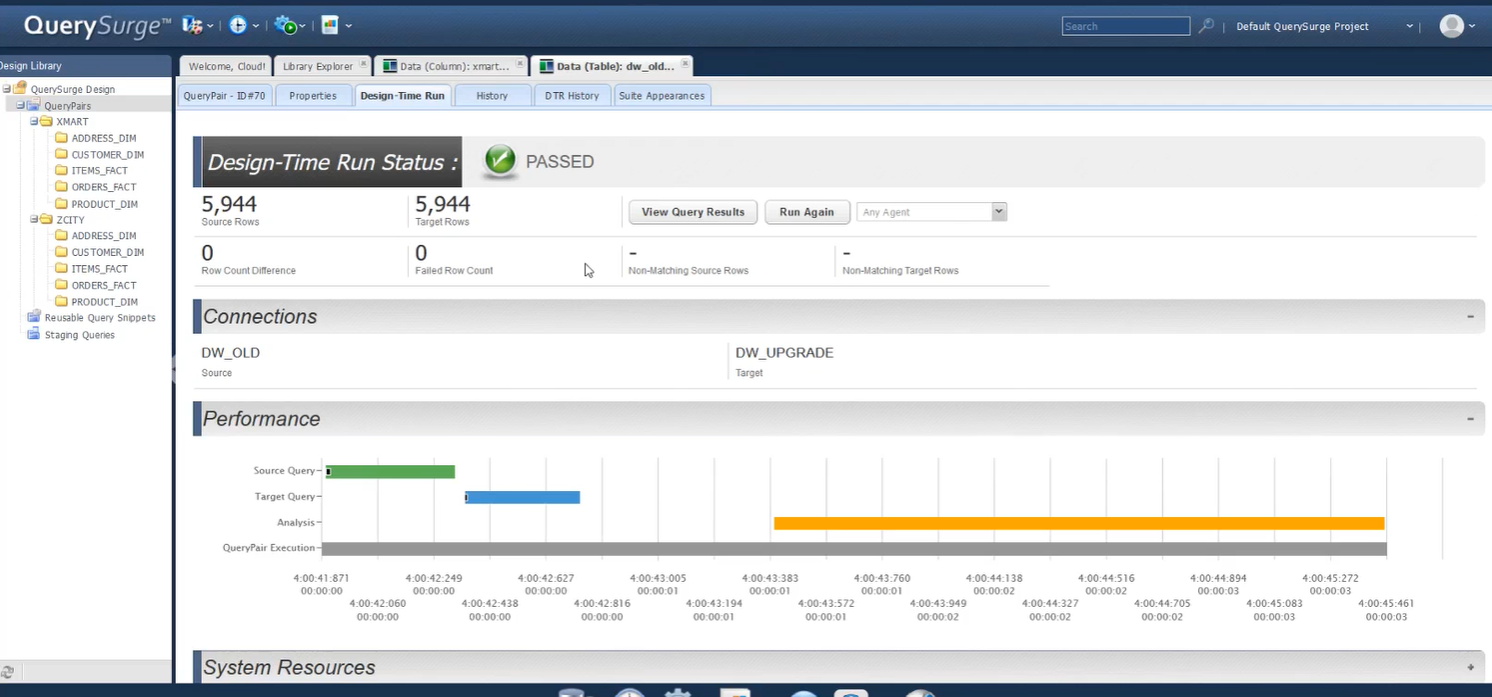 QuerySurge™
Search
Default QuerySurge Project
Design Library
Welcome, Cloud!
Library Explorer
Data (Column): xmart...
Data (Table): dw_old...
QuerySurge Design
QueryPairs
XMART
ADDRESS_DIM
CUSTOMER_DIM
ITEMS_FACT
ORDERS_FACT
PRODUCT_DIM
ZCITY
ADDRESS_DIM
CUSTOMER_DIM
ITEMS_FACT
ORDERS_FACT
PRODUCT_DIM
Reusable Query Snippets
Staging Queries
QueryPair - ID#70
Properties
Design-Time Run
History
DTR History
Suite Appearances
Design-Time Run Status :
PASSED
5,944
Source Rows
5,944
Target Rows
View Query Results
Run Again
Any Agent
0
Row Count Difference
0
Failed Row Count
-
Non-Matching Source Rows
-
Non-Matching Target Rows
Connections
DW_OLD
Source
DW_UPGRADE
Target
Performance
Source Query
Target Query
Analysis
QueryPair Execution
4:00:41:871 4:00:42:249 4:00:42:627 4:00:43:005 4:00:43:383 4:00:43:760 4:00:44:138 4:00:44:516 4:00:44:894 4:00:45:272
00:00:00 00:00:00 00:00:00 00:00:01 00:00:01 00:00:01 00:00:02 00:00:02 00:00:03 00:00:03
4:00:42:060 4:00:42:438 4:00:42:816 4:00:43:194 4:00:43:572 4:00:43:949 4:00:44:327 4:00:44:705 4:00:45:083 4:00:45:461
00:00:00 00:00:00 00:00:00 00:00:01 00:00:01 00:00:02 00:00:02 00:00:02 00:00:03 00:00:03
System Resources